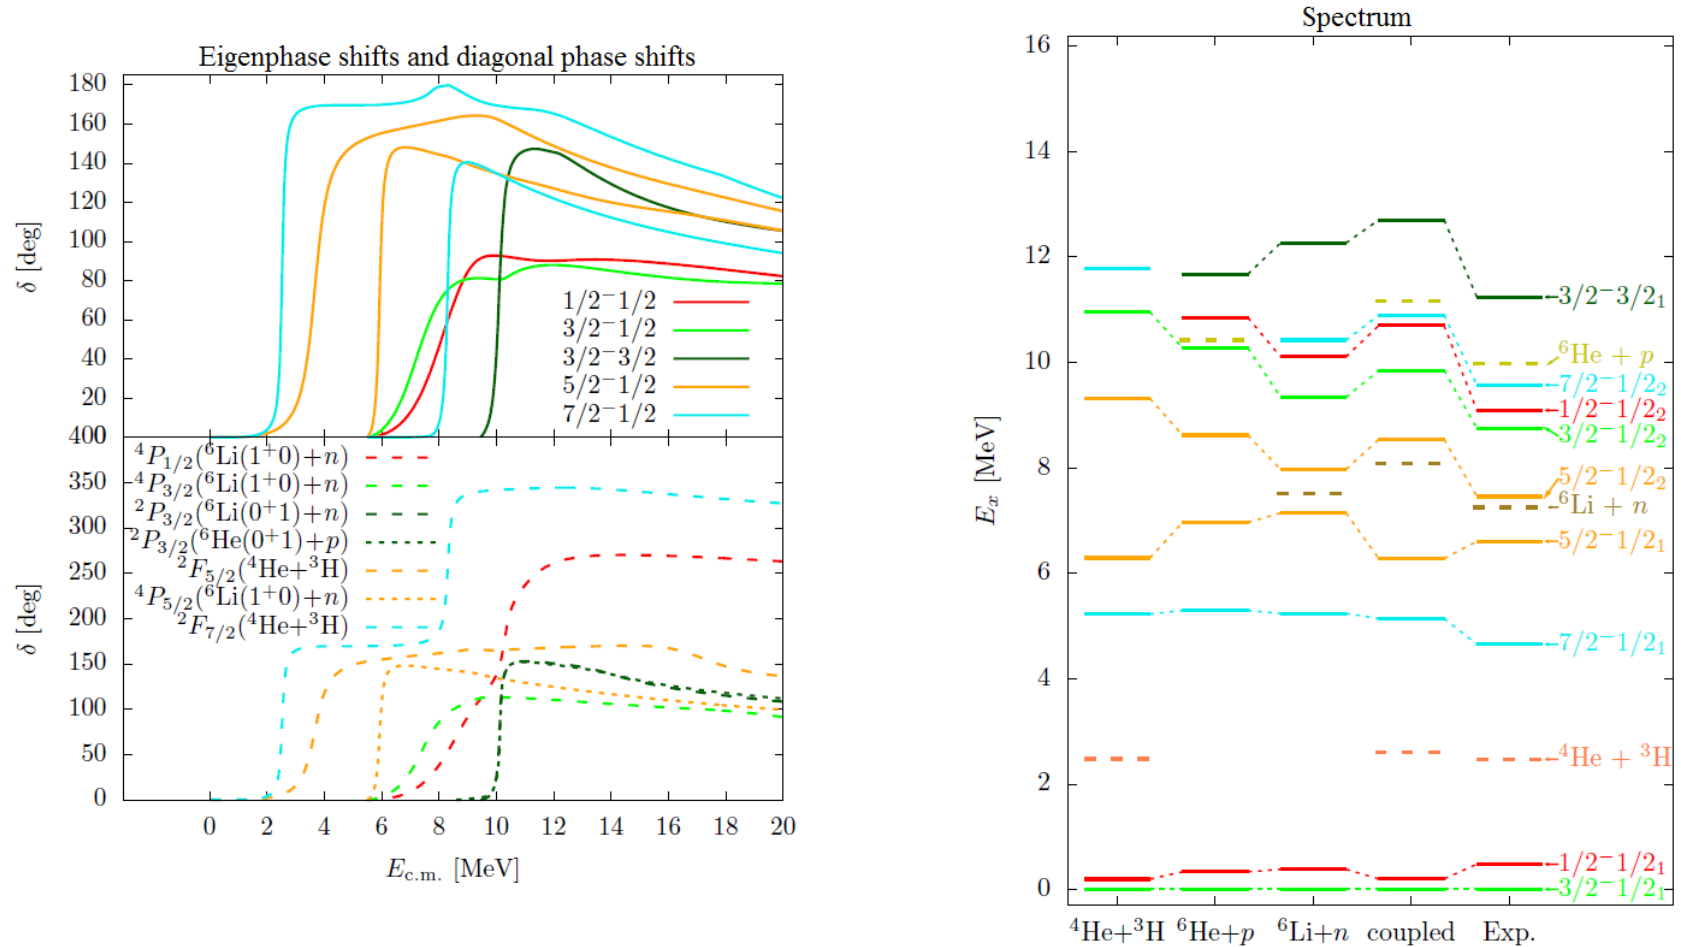 Eigenphase shifts and diagonal phase shifts
180
160
140
120
100
80
60
40
20
400
δ [deg]
1/2⁻1/2
3/2⁻1/2
3/2⁻3/2
5/2⁻1/2
7/2⁻1/2
350
300
250
200
150
100
50
0
δ [deg]
⁴P₁/₂(⁶Li(1⁺0)+n)
⁴P₃/₂(⁶Li(1⁺0)+n)
²P₃/₂(⁶Li(0⁺1)+n)
²P₃/₂(⁶He(0⁺1)+p)
²F₅/₂(⁴He+³H)
⁴P₅/₂(⁶Li(1⁺0)+n)
²F₇/₂(⁴He+³H)
0 2 4 6 8 10 12 14 16 18 20
E_c.m. [MeV]
Spectrum
16
14
12
10
8
6
4
2
0
Eₓ [MeV]
3/2⁻3/2₁
⁶He + p
7/2⁻1/2₂
1/2⁻1/2₂
3/2⁻1/2₂
5/2⁻1/2₂
⁶Li + n
5/2⁻1/2₁
7/2⁻1/2₁
⁴He + ³H
1/2⁻1/2₁
3/2⁻1/2₁
⁴He+³H ⁶He+p ⁶Li+n coupled Exp.